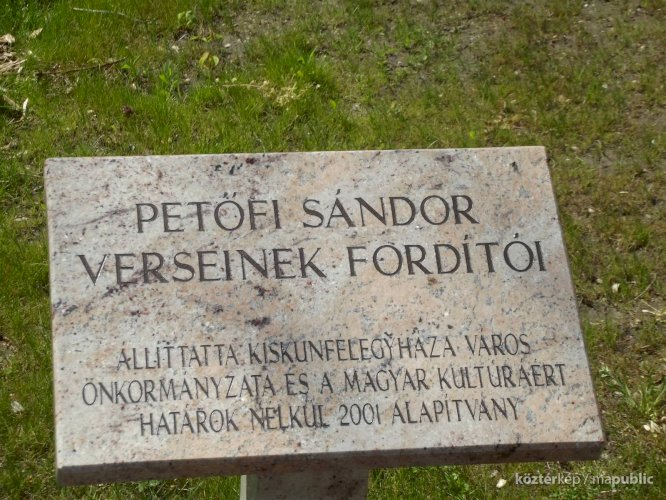 PETŐFI SÁNDOR
VERSEINEK FORDÍTÓI
ÁLLÍTTATTA KISKUNFÉLEGYHÁZA VÁROS
ÖNKORMÁNYZATA ÉS A MAGYAR KULTÚRÁÉRT
HATÁROK NÉLKÜL 2001 ALAPÍTVÁNY
köztérkép / mapublic